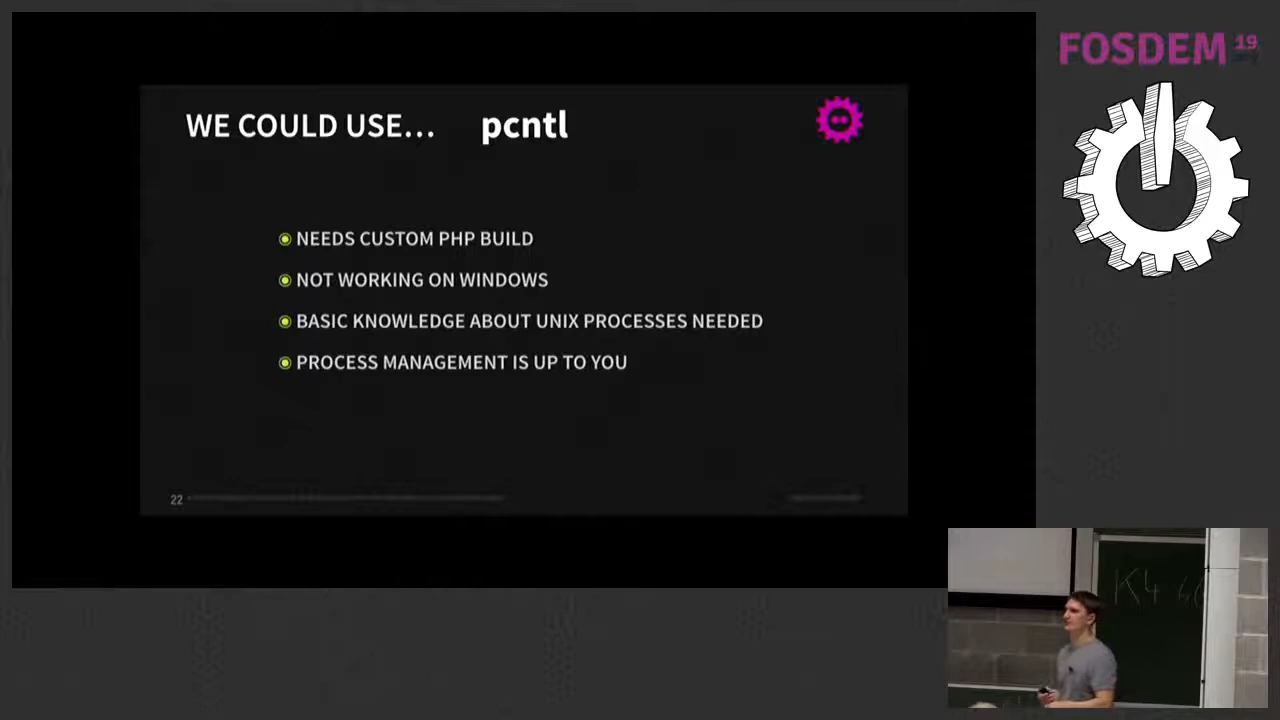 WE COULD USE... pcntl
NEEDS CUSTOM PHP BUILD
NOT WORKING ON WINDOWS
BASIC KNOWLEDGE ABOUT UNIX PROCESSES NEEDED
PROCESS MANAGEMENT IS UP TO YOU
22
FOSDEM 19
K4